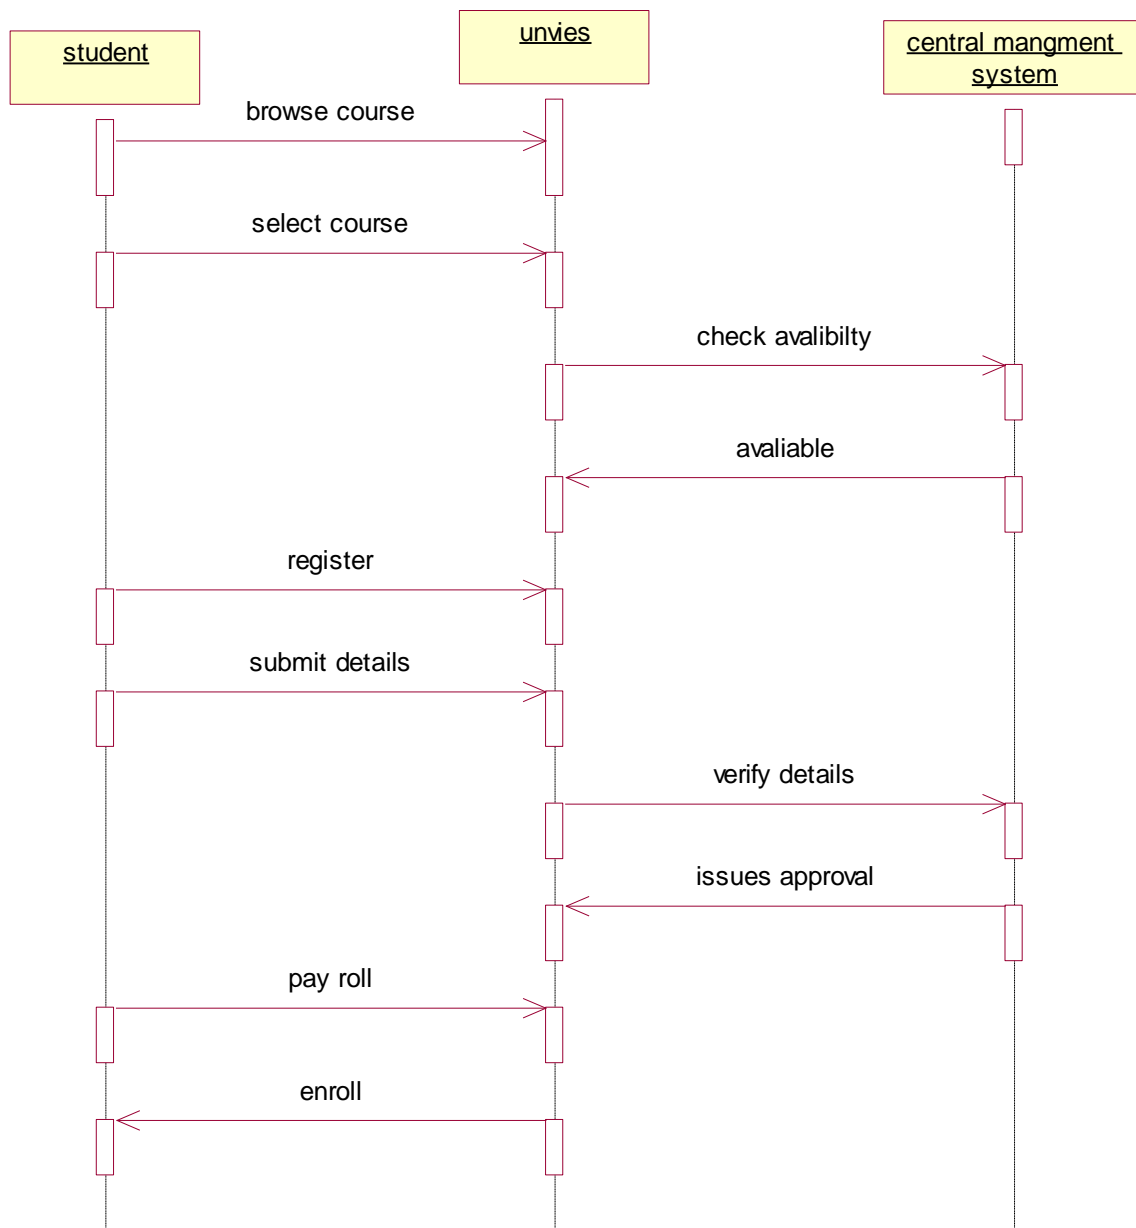 student
unvies
central mangment
system
browse course
select course
check avalibilty
avaliable
register
submit details
verify details
issues approval
pay roll
enroll